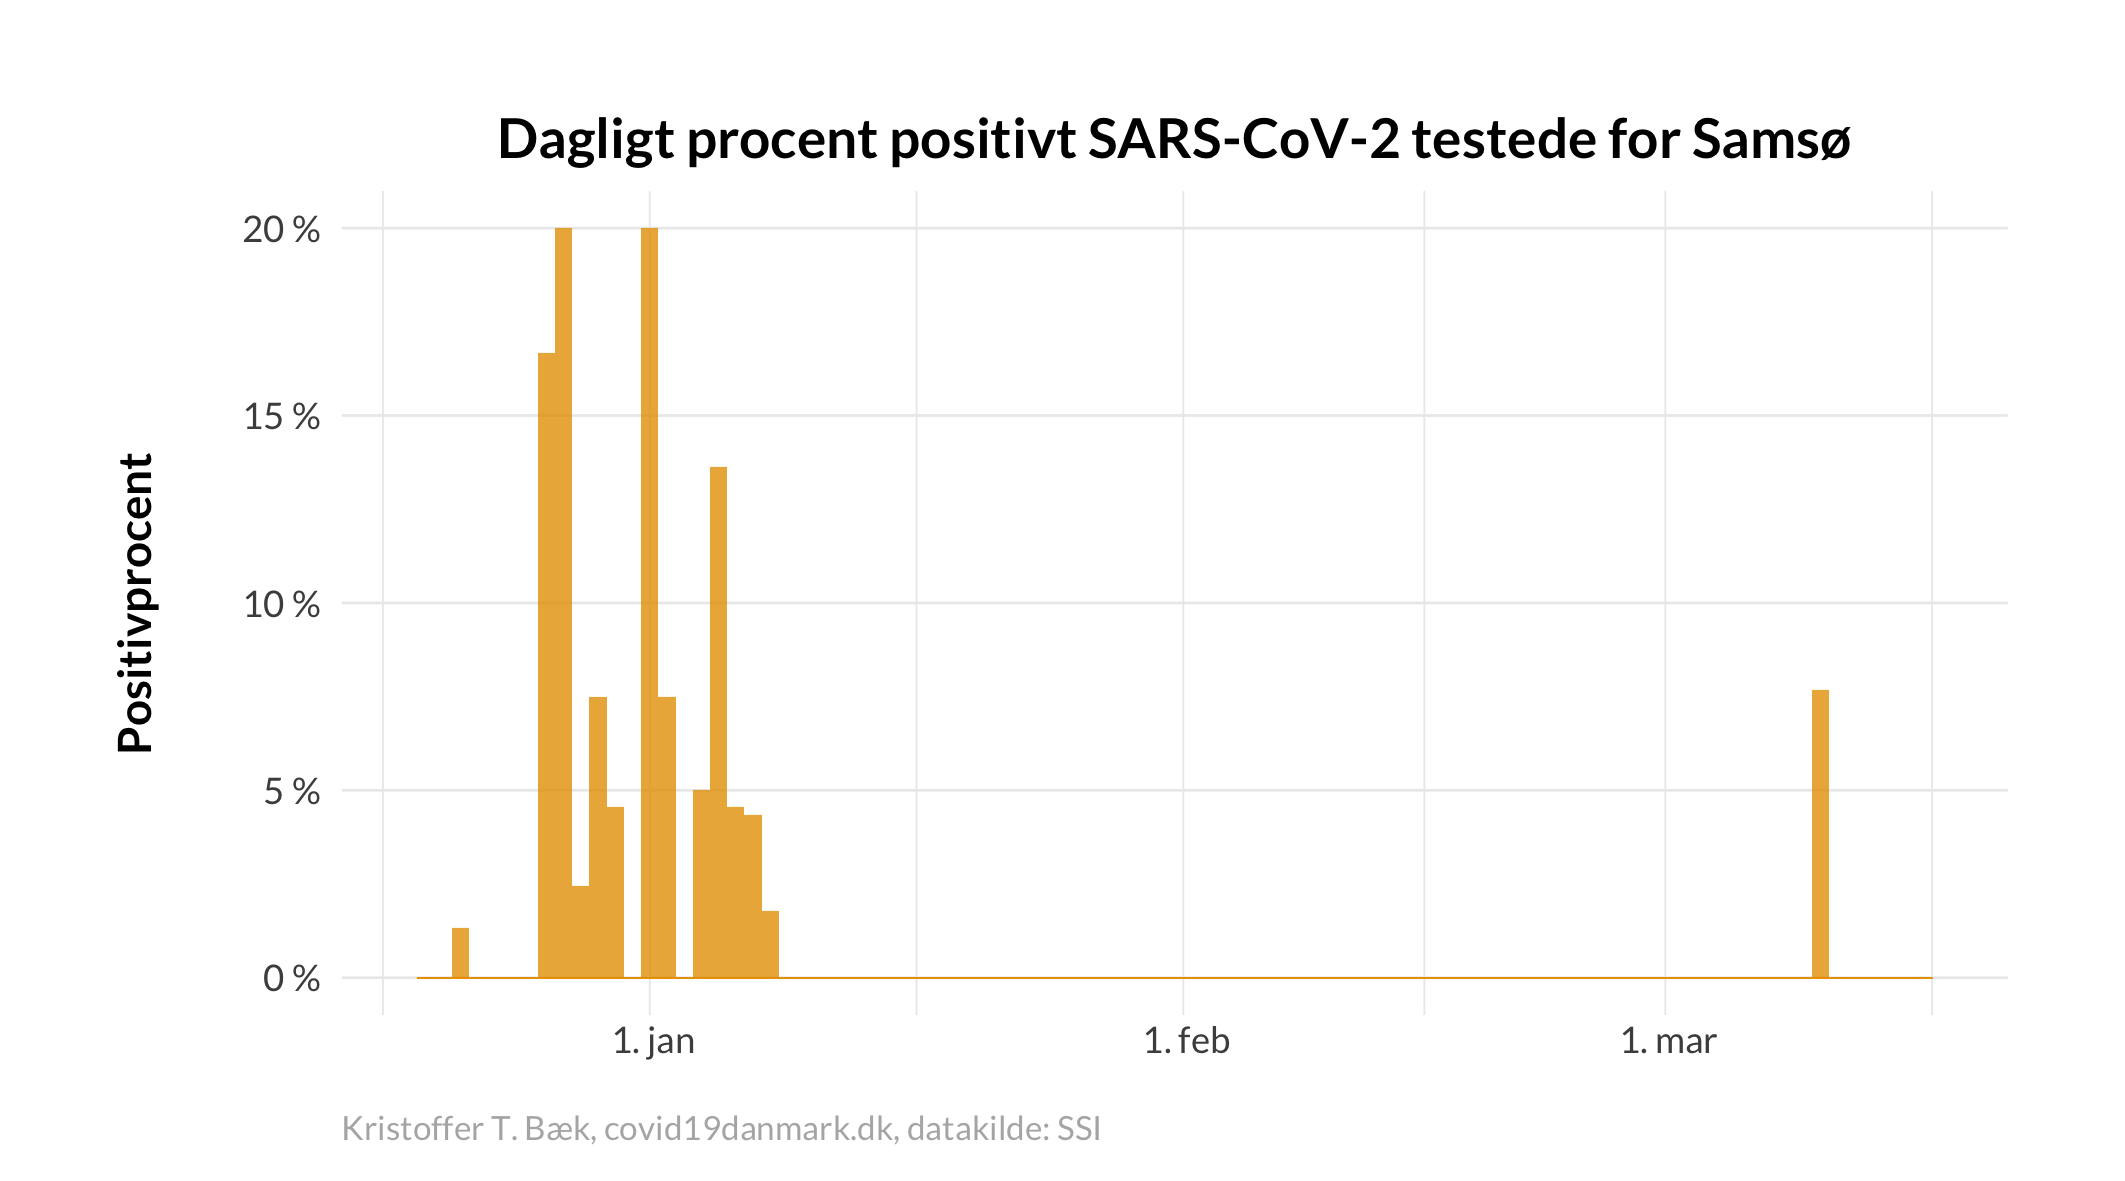 Dagligt procent positivt SARS-CoV-2 testede for Samsø
Positivprocent
20 %
15 %
10 %
5 %
0 %
1. jan
1. feb
1. mar
Kristoffer T. Bæk, covid19danmark.dk, datakilde: SSI